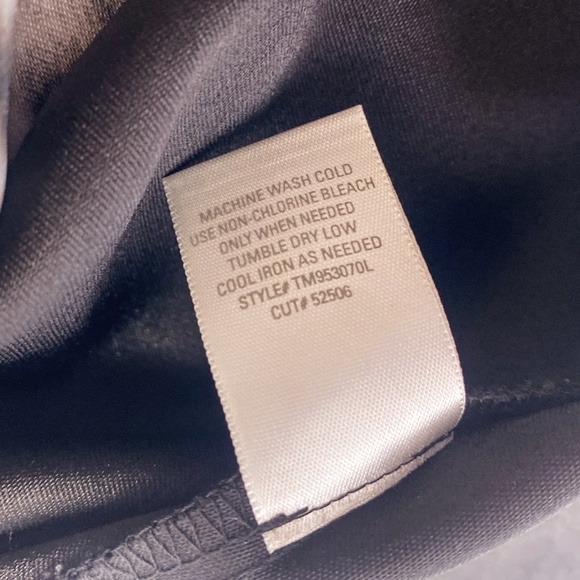 MACHINE WASH COLD
USE NON-CHLORINE BLEACH
ONLY WHEN NEEDED
TUMBLE DRY LOW
COOL IRON AS NEEDED
STYLE# TM953070L
CUT# 52506